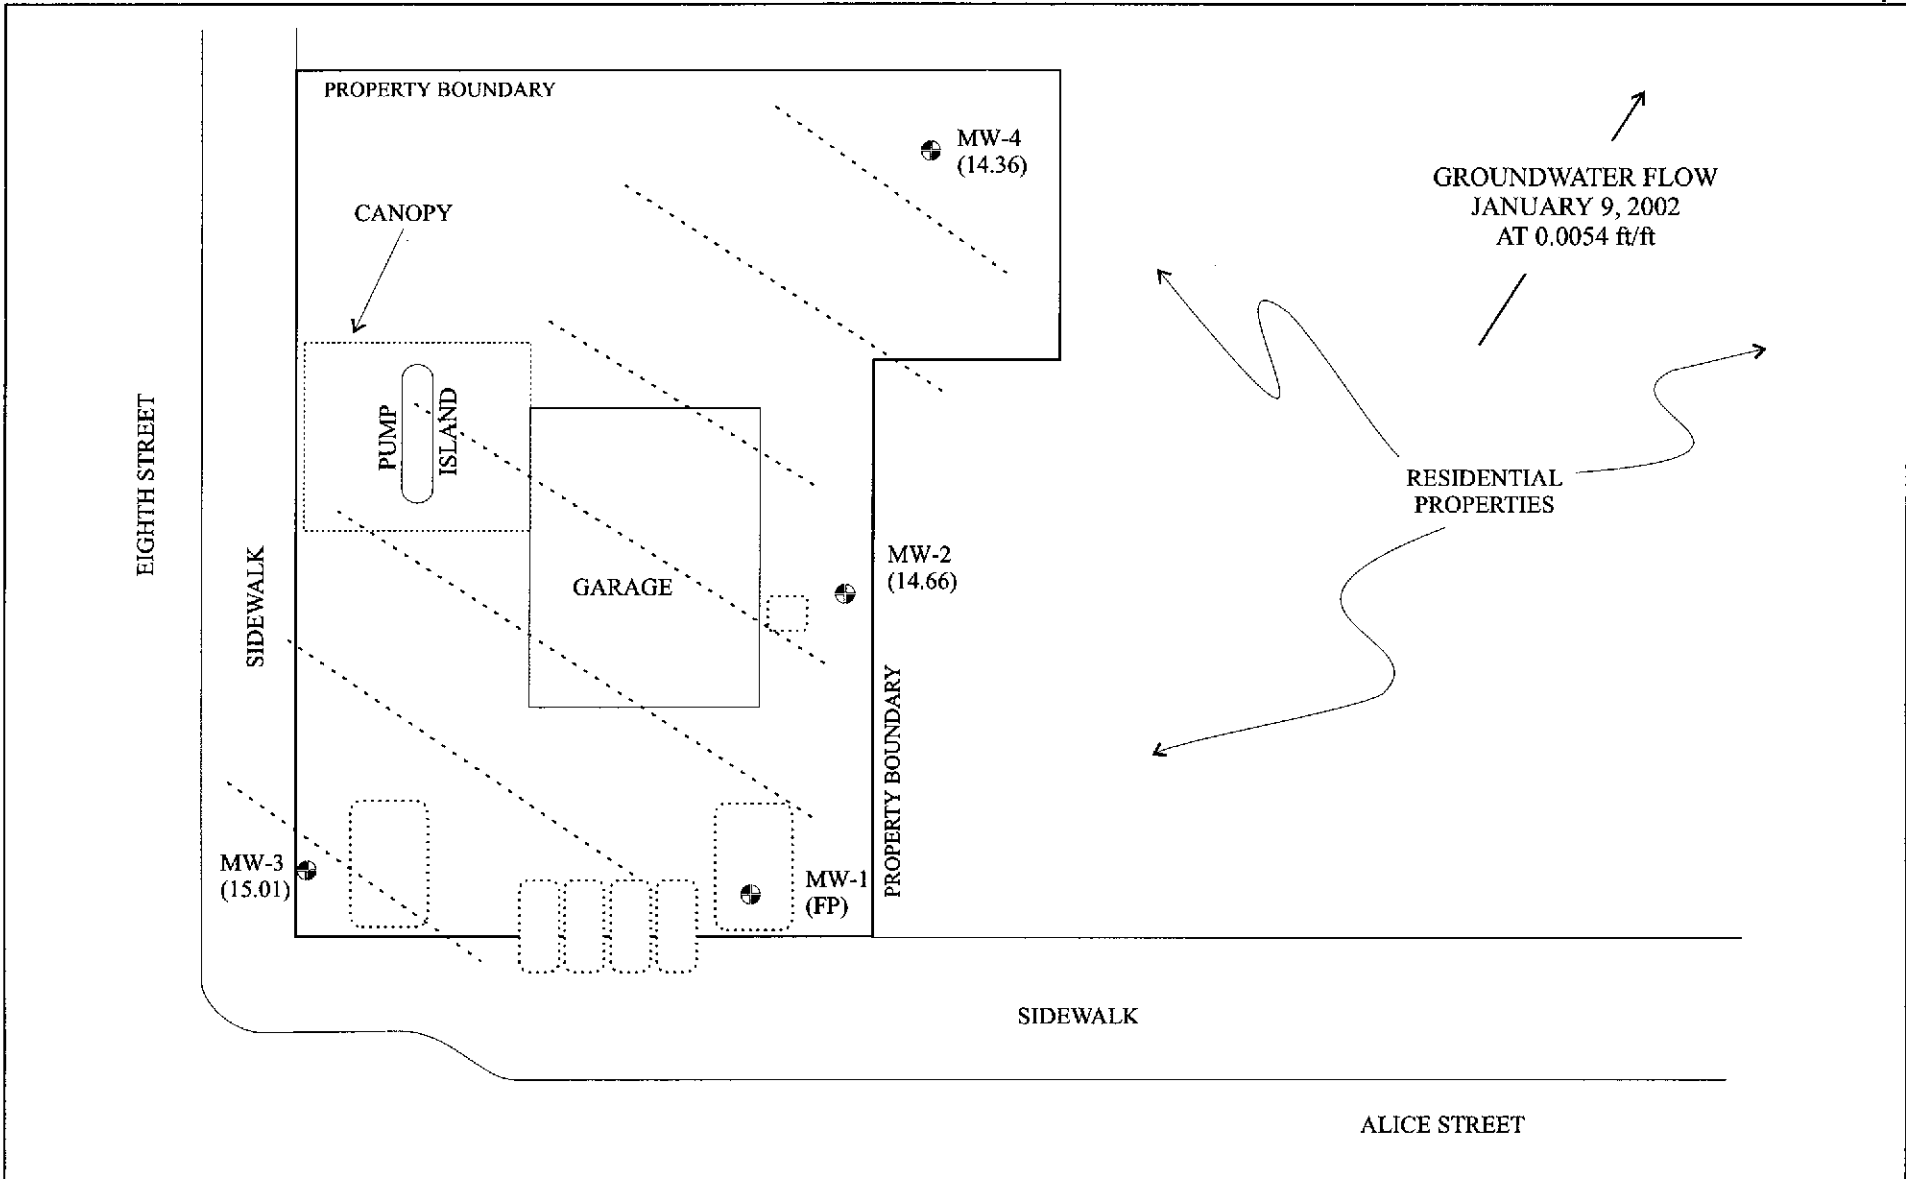 PROPERTY BOUNDARY
MW-4
(14.36)
GROUNDWATER FLOW
JANUARY 9, 2002
AT 0.0054 ft/ft
CANOPY
PUMP
ISLAND
EIGHTH STREET
SIDEWALK
GARAGE
MW-2
(14.66)
RESIDENTIAL
PROPERTIES
PROPERTY BOUNDARY
MW-3
(15.01)
MW-1
(FP)
SIDEWALK
ALICE STREET